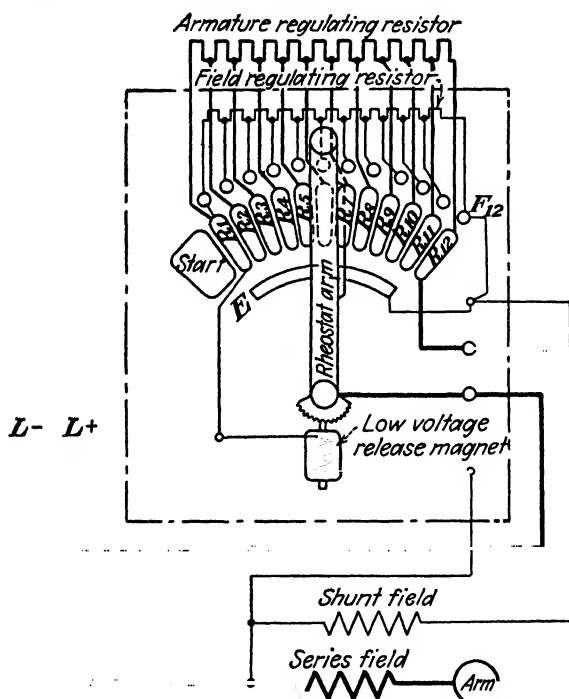 Armature regulating resistor
Field regulating resistor
F12
R1 R2 R3 R4 R5 R7 R8 R9 R10 R11 R12
Start
E
Rheostat arm
L- L+
Low voltage
release magnet
Shunt field
Series field
Arm